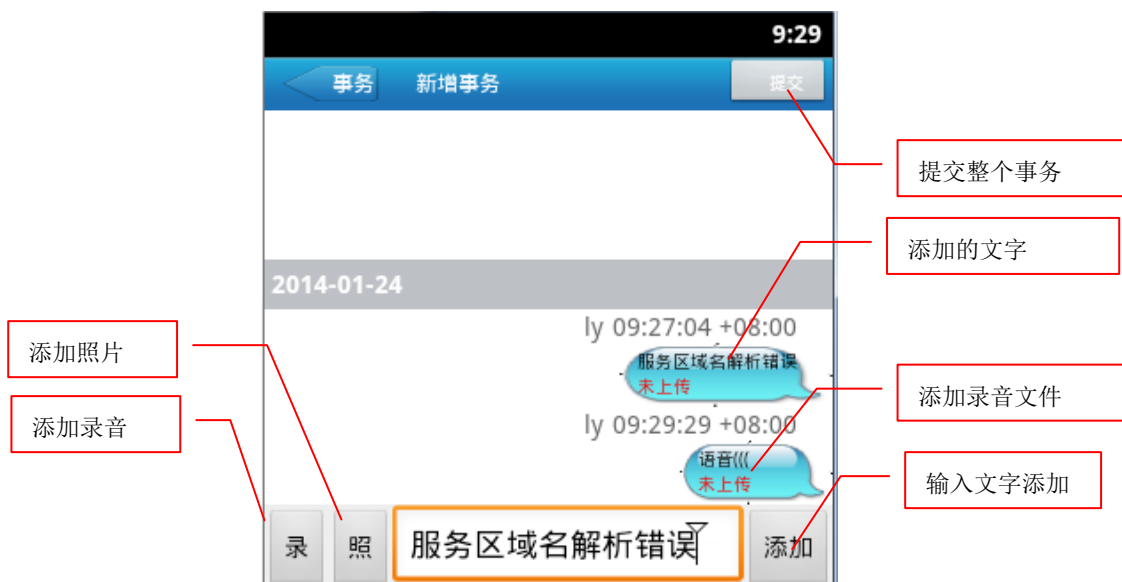 9:29
事务 新增事务 提交
提交整个事务
添加的文字
2014-01-24
ly 09:27:04 +08:00
添加照片
服务区域名解析错误
未上传
添加录音文件
添加录音
ly 09:29:29 +08:00
语音(((
未上传
输入文字添加
录 照 服务区域名解析错误 添加